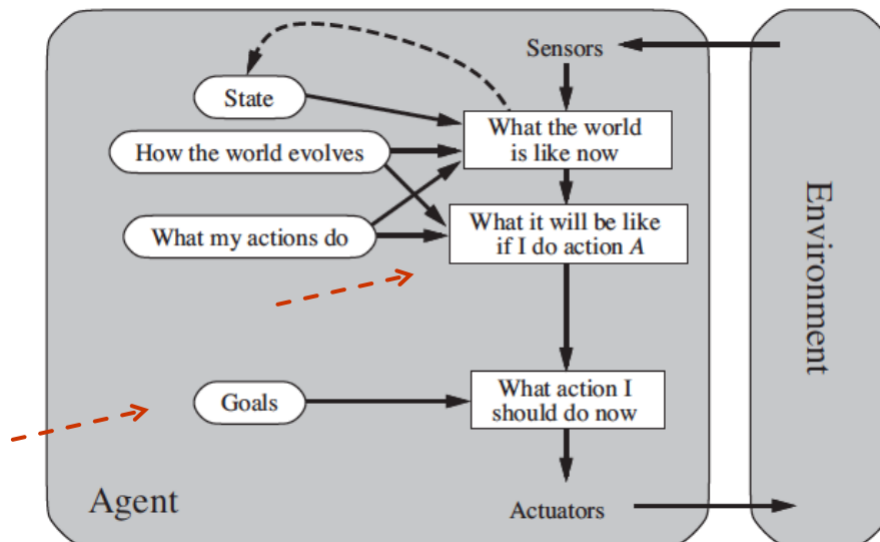 Sensors
State
What the world
is like now
How the world evolves
What my actions do
What it will be like
if I do action A
Goals
What action I
should do now
Agent
Actuators
Environment